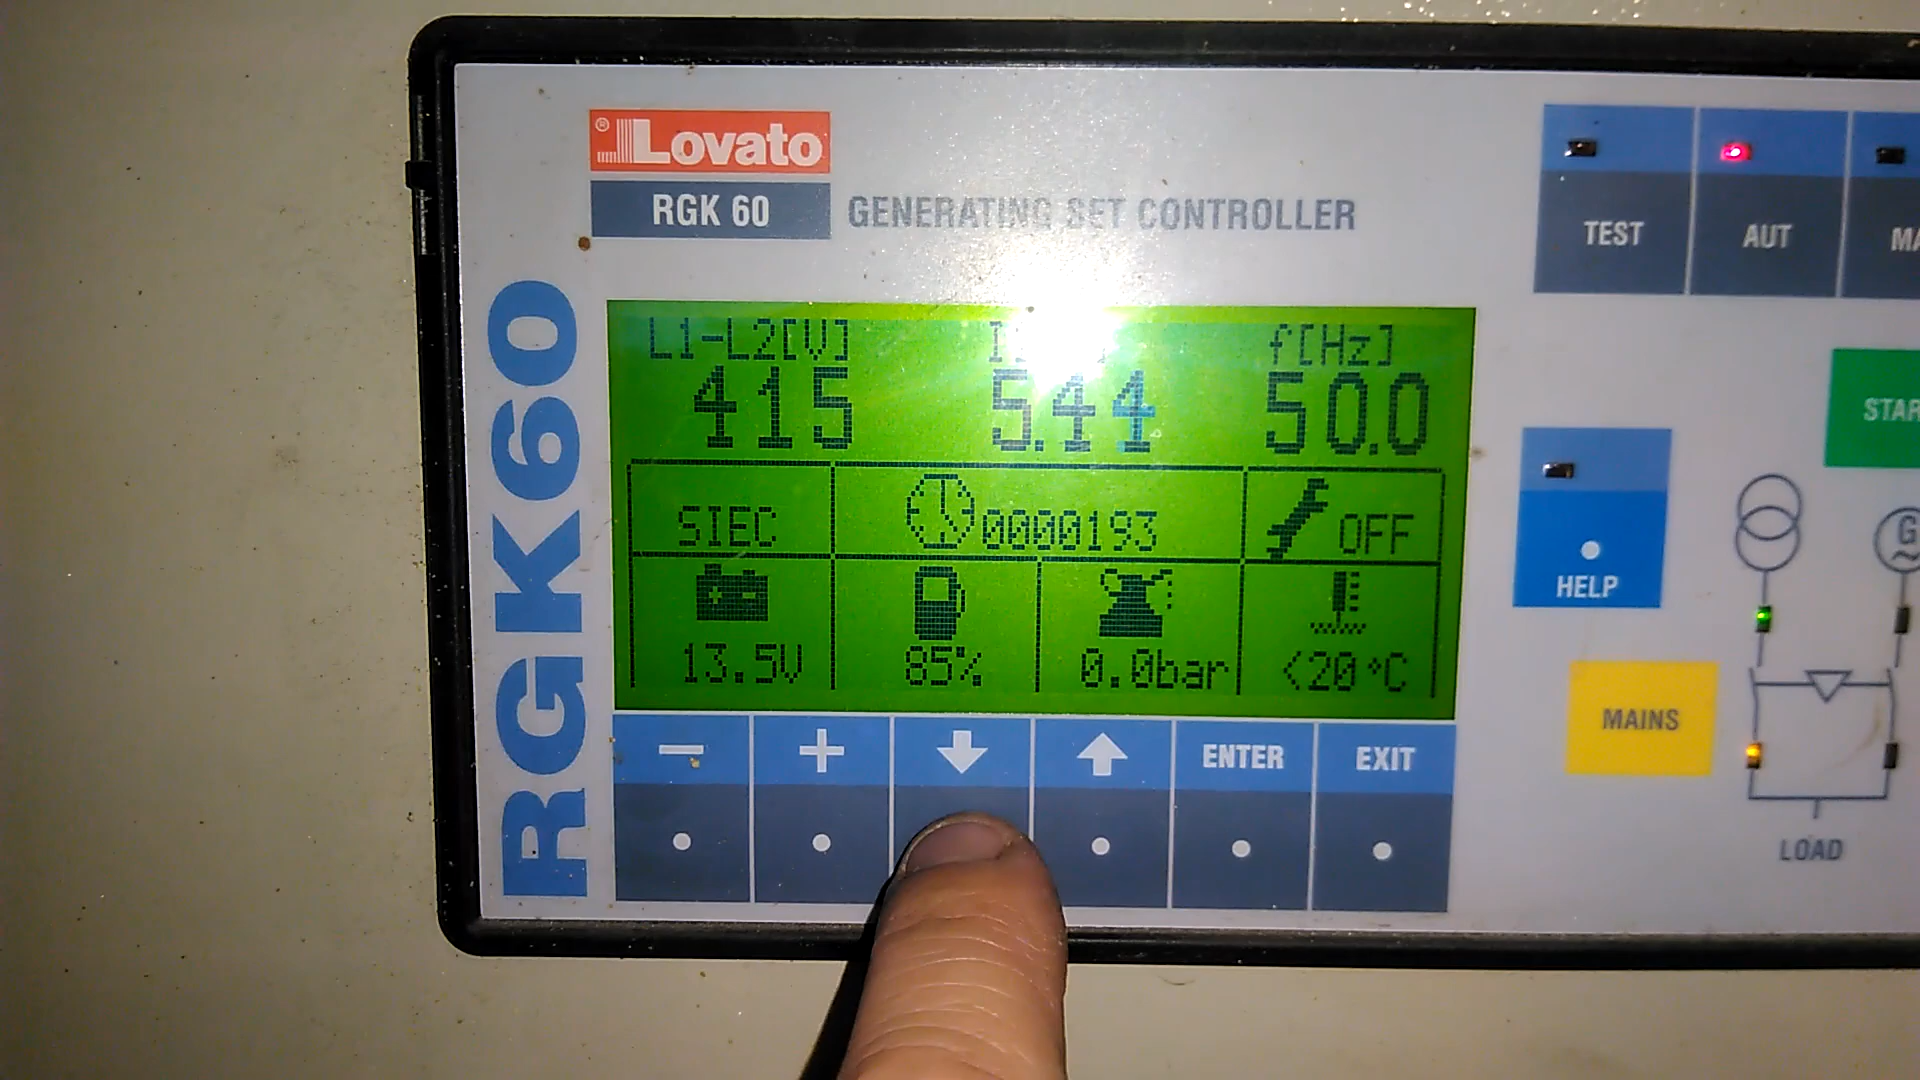 ® Lovato
RGK 60 GENERATING SET CONTROLLER
RGK60
TEST AUT
L1-L2[V] f[Hz]
415 5.44 50.0
SIEC 0000193 OFF
13.5V 85% 0.0bar <20°C
- + ENTER EXIT
HELP
G
MAINS
LOAD